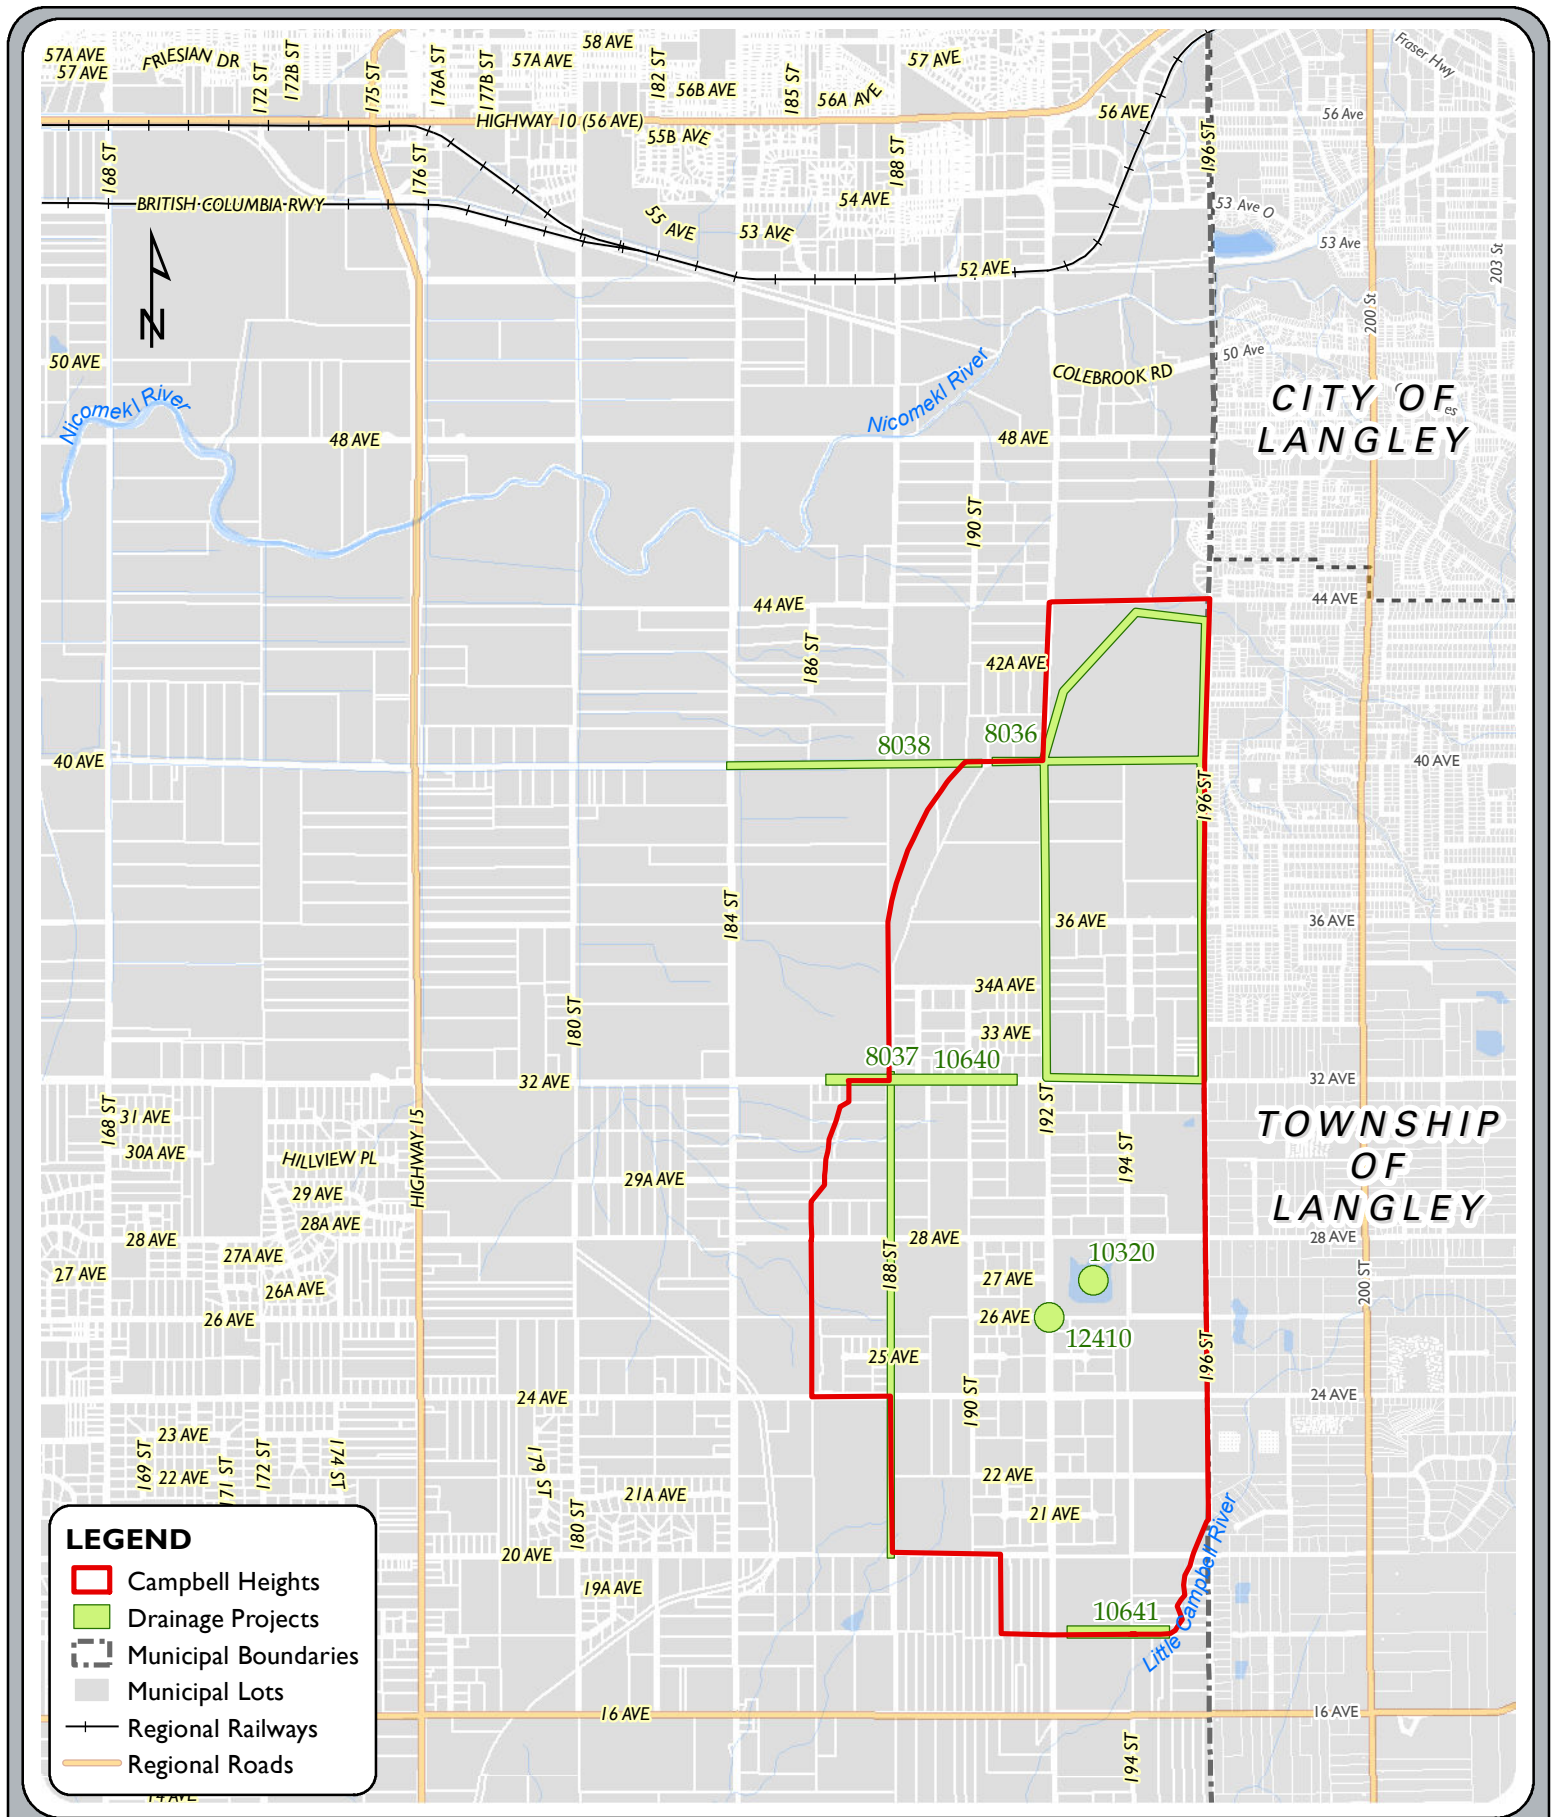 57A AVE
57 AVE
FRIESIAN DR
172 ST
172B ST
175 ST
176A ST
177B ST
57A AVE
58 AVE
182 ST
56B AVE
185 ST
56A AVE
57 AVE
Fraser Hwy
HIGHWAY 10 (56 AVE)
55B AVE
56 AVE
56 Ave
168 ST
176 ST
188 ST
196 ST
BRITISH COLUMBIA RWY
55 AVE
53 AVE
54 AVE
52 AVE
53 Ave
53 Ave
203 St
200 St
N
50 AVE
Nicomekl River
Nicomekl River
COLEBROOK RD
50 Ave
48 AVE
48 AVE
CITY OF
LANGLEY
es
190 ST
44 AVE
44 AVE
186 ST
42A AVE
40 AVE
8038
8036
40 AVE
196 ST
184 ST
36 AVE
36 AVE
34A AVE
33 AVE
180 ST
8037
10640
32 AVE
32 AVE
168 ST
31 AVE
30A AVE
HILLVIEW PL
HIGHWAY 15
192 ST
194 ST
TOWNSHIP
OF
LANGLEY
29A AVE
29 AVE
28A AVE
28 AVE
28 AVE
28 AVE
27A AVE
27 AVE
26A AVE
26 AVE
188 ST
10320
27 AVE
26 AVE
12410
200 ST
25 AVE
196 ST
24 AVE
24 AVE
190 ST
23 AVE
169 ST
22 AVE
171 ST
172 ST
174 ST
179 ST
180 ST
21A AVE
22 AVE
21 AVE
20 AVE
19A AVE
Little Campbell River
10641
16 AVE
16 AVE
194 ST
14 AVE
LEGEND
Campbell Heights
Drainage Projects
Municipal Boundaries
Municipal Lots
Regional Railways
Regional Roads